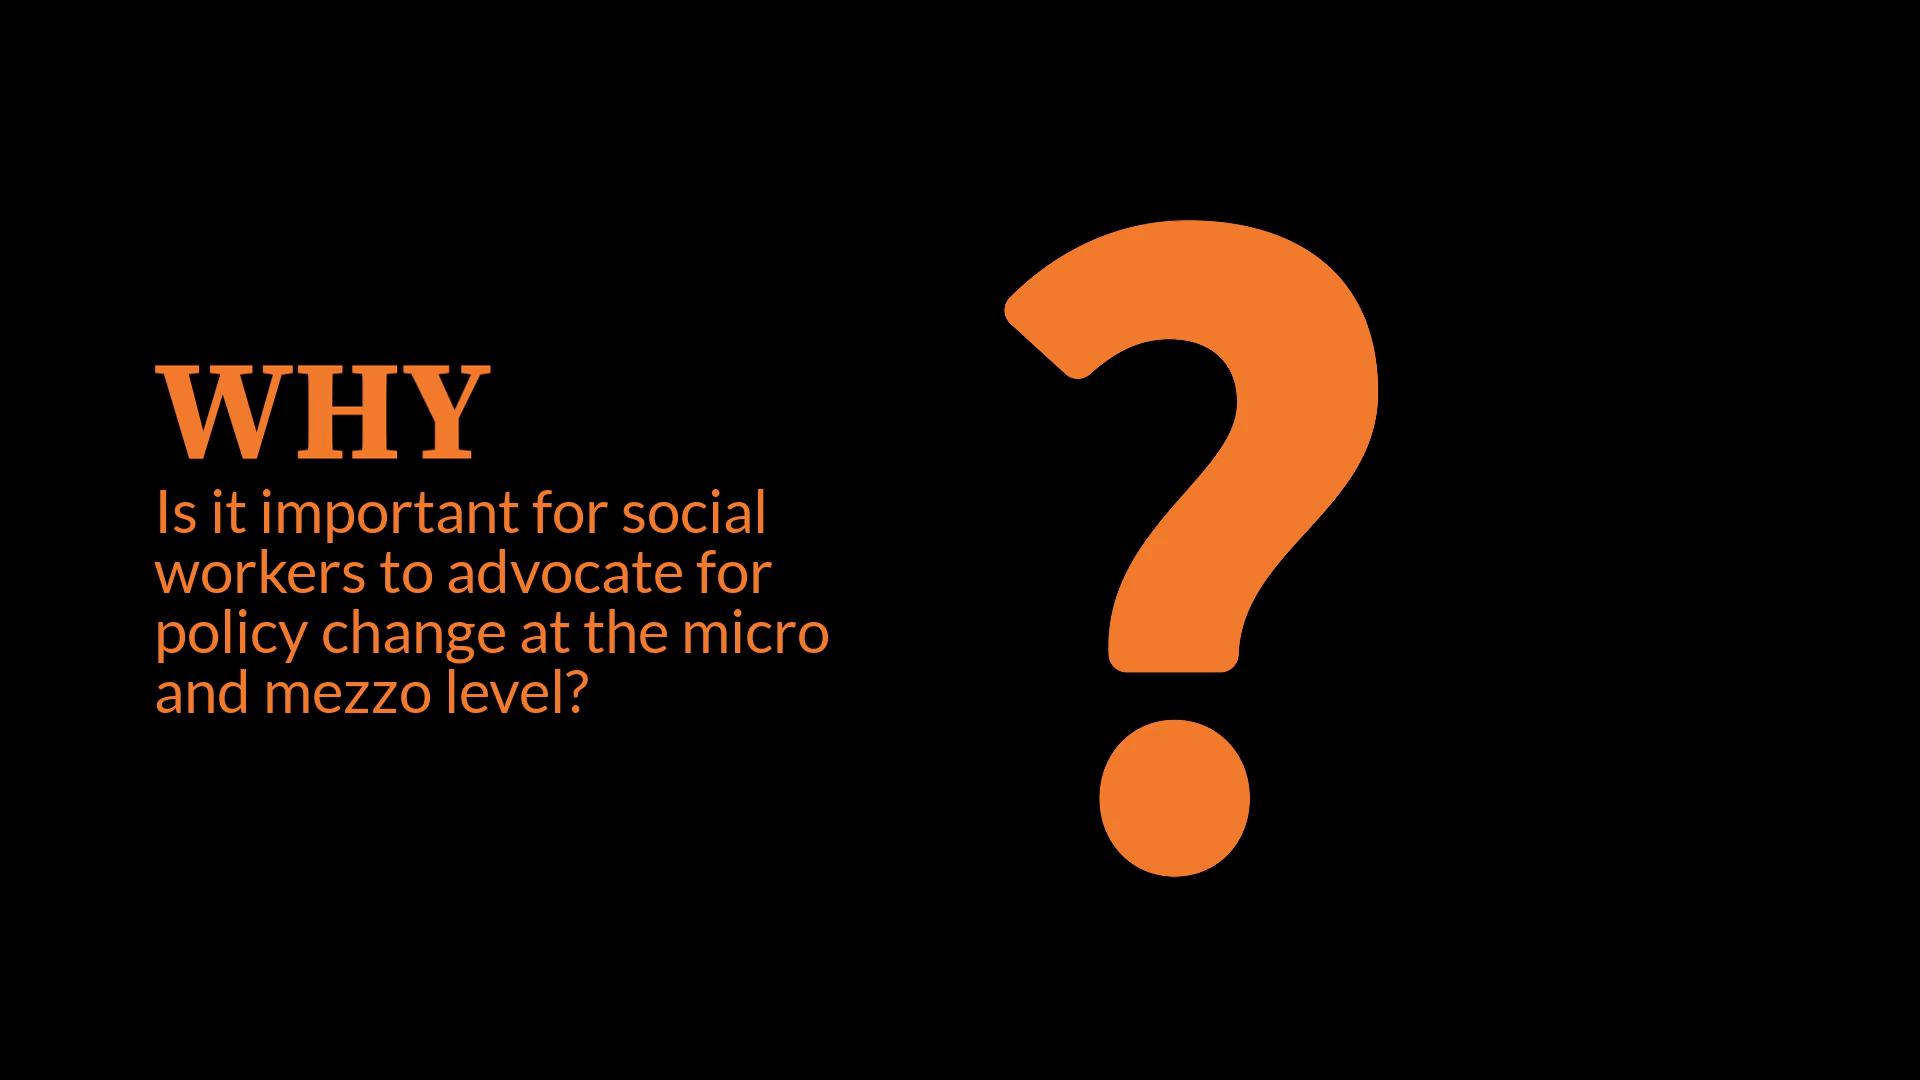 WHY
Is it important for social
workers to advocate for
policy change at the micro
and mezzo level?
?